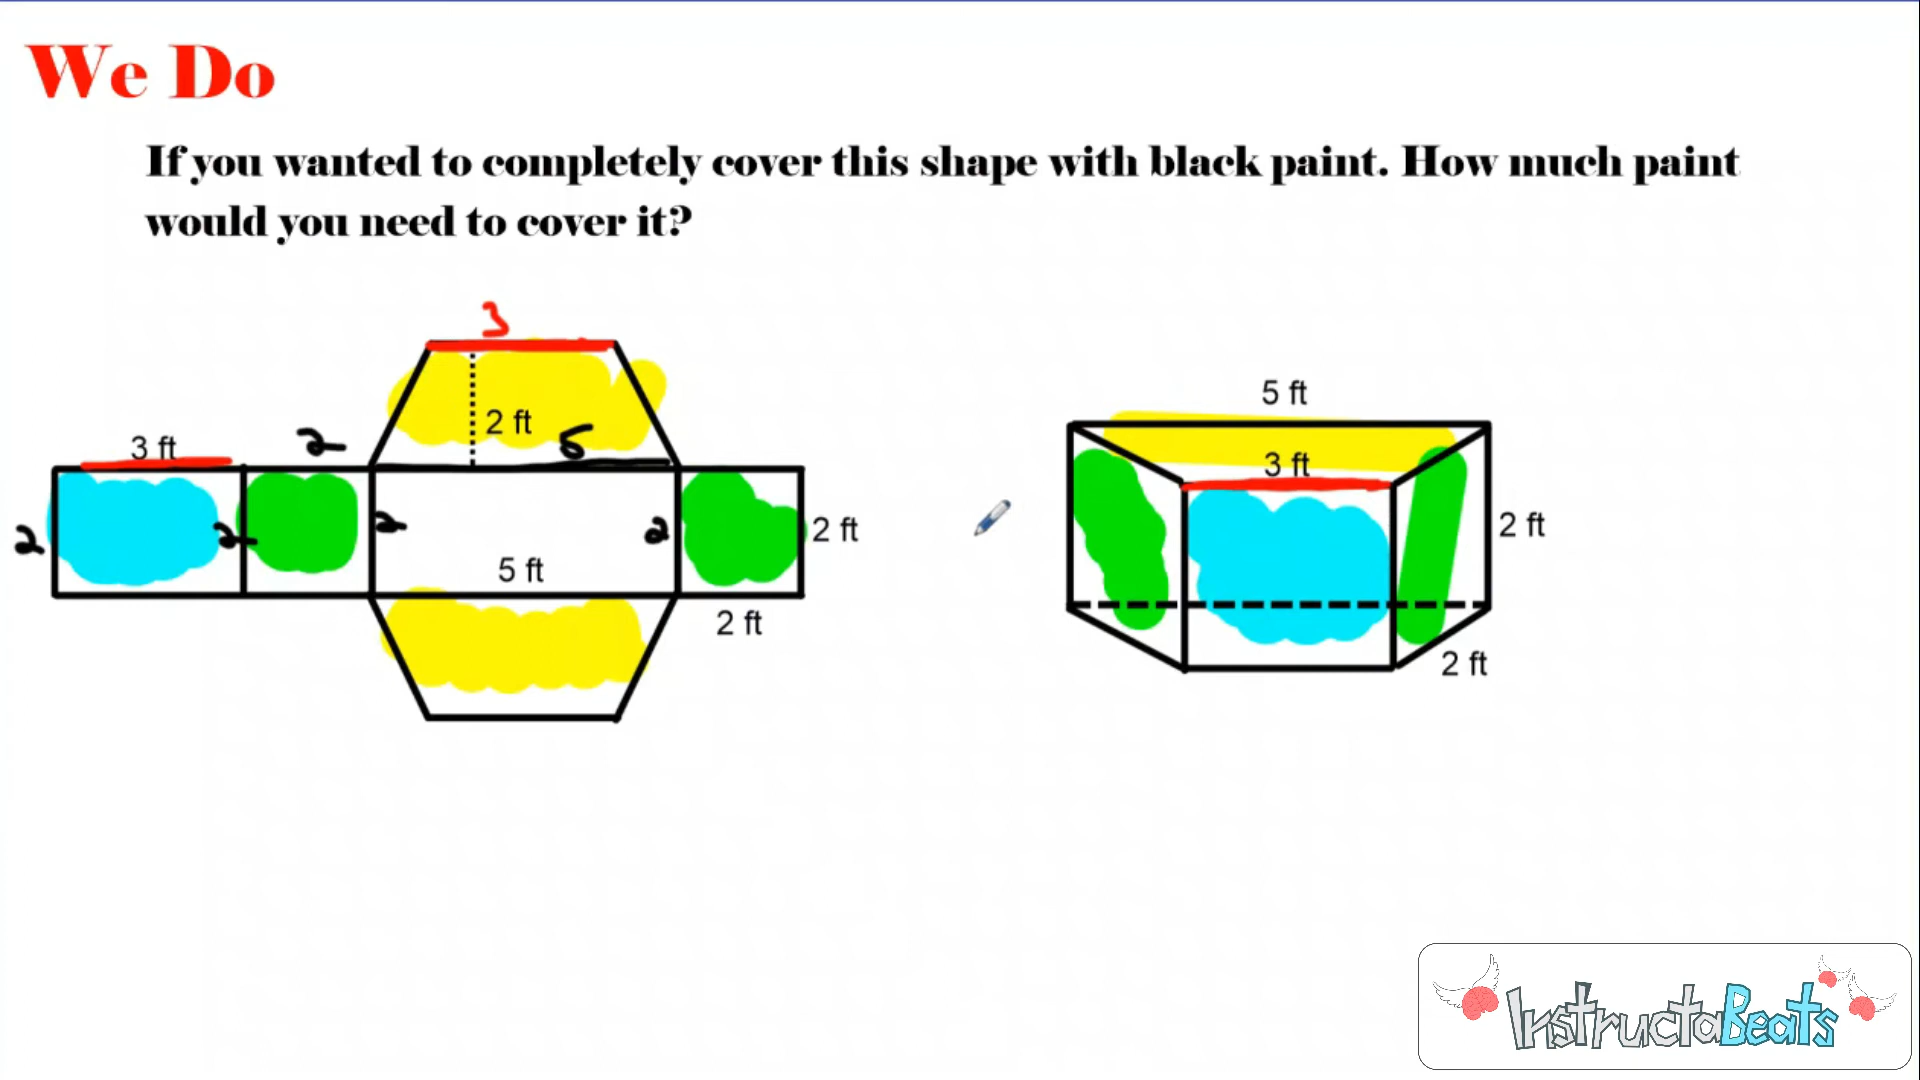 We Do
If you wanted to completely cover this shape with black paint. How much paint
would you need to cover it?
3
2 ft
5
3 ft
2
2
2
2
2
2 ft
5 ft
2 ft
5 ft
3 ft
2 ft
2 ft
InstructaBeats